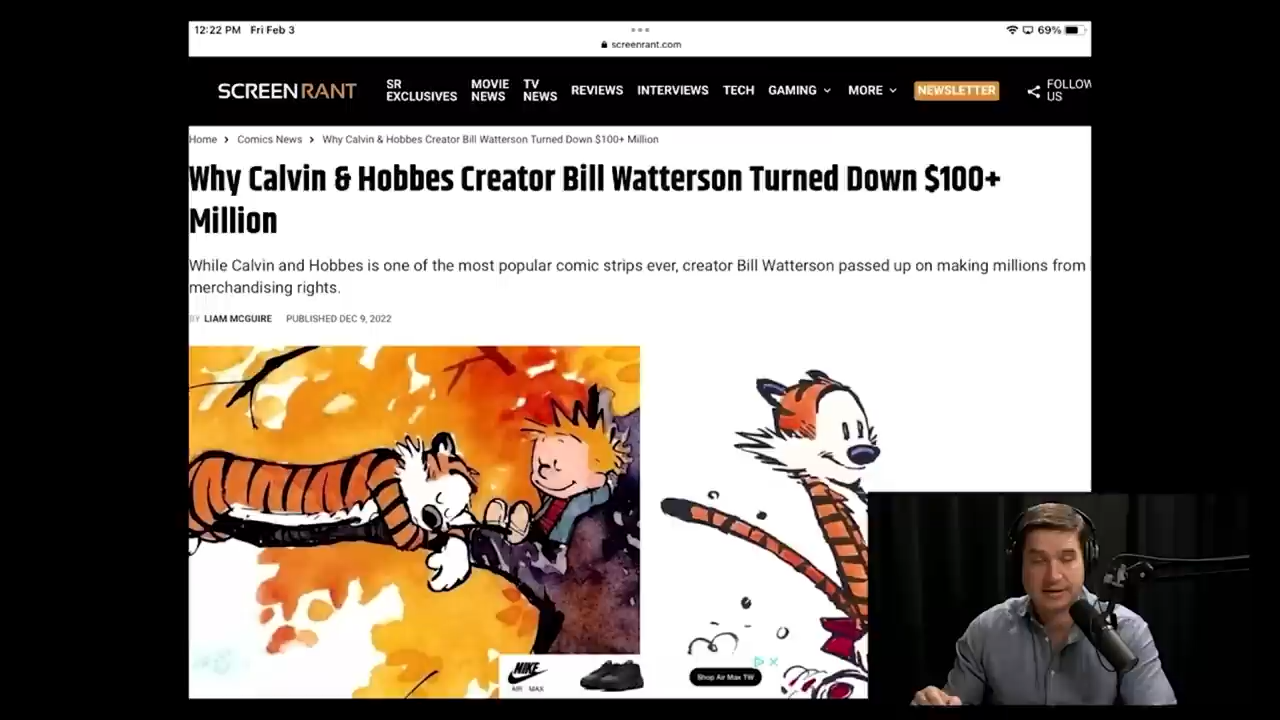 12:22 PM Fri Feb 3
69%
screenrant.com
SCREENRANT
SR EXCLUSIVES
MOVIE NEWS
TV NEWS
REVIEWS
INTERVIEWS
TECH
GAMING
MORE
NEWSLETTER
FOLLOW US
Home > Comics News > Why Calvin & Hobbes Creator Bill Watterson Turned Down $100+ Million
Why Calvin & Hobbes Creator Bill Watterson Turned Down $100+
Million
While Calvin and Hobbes is one of the most popular comic strips ever, creator Bill Watterson passed up on making millions from
merchandising rights.
BY LIAM MCGUIRE PUBLISHED DEC 9, 2022
NIKE
AIR MAX
Shop Air Max TW